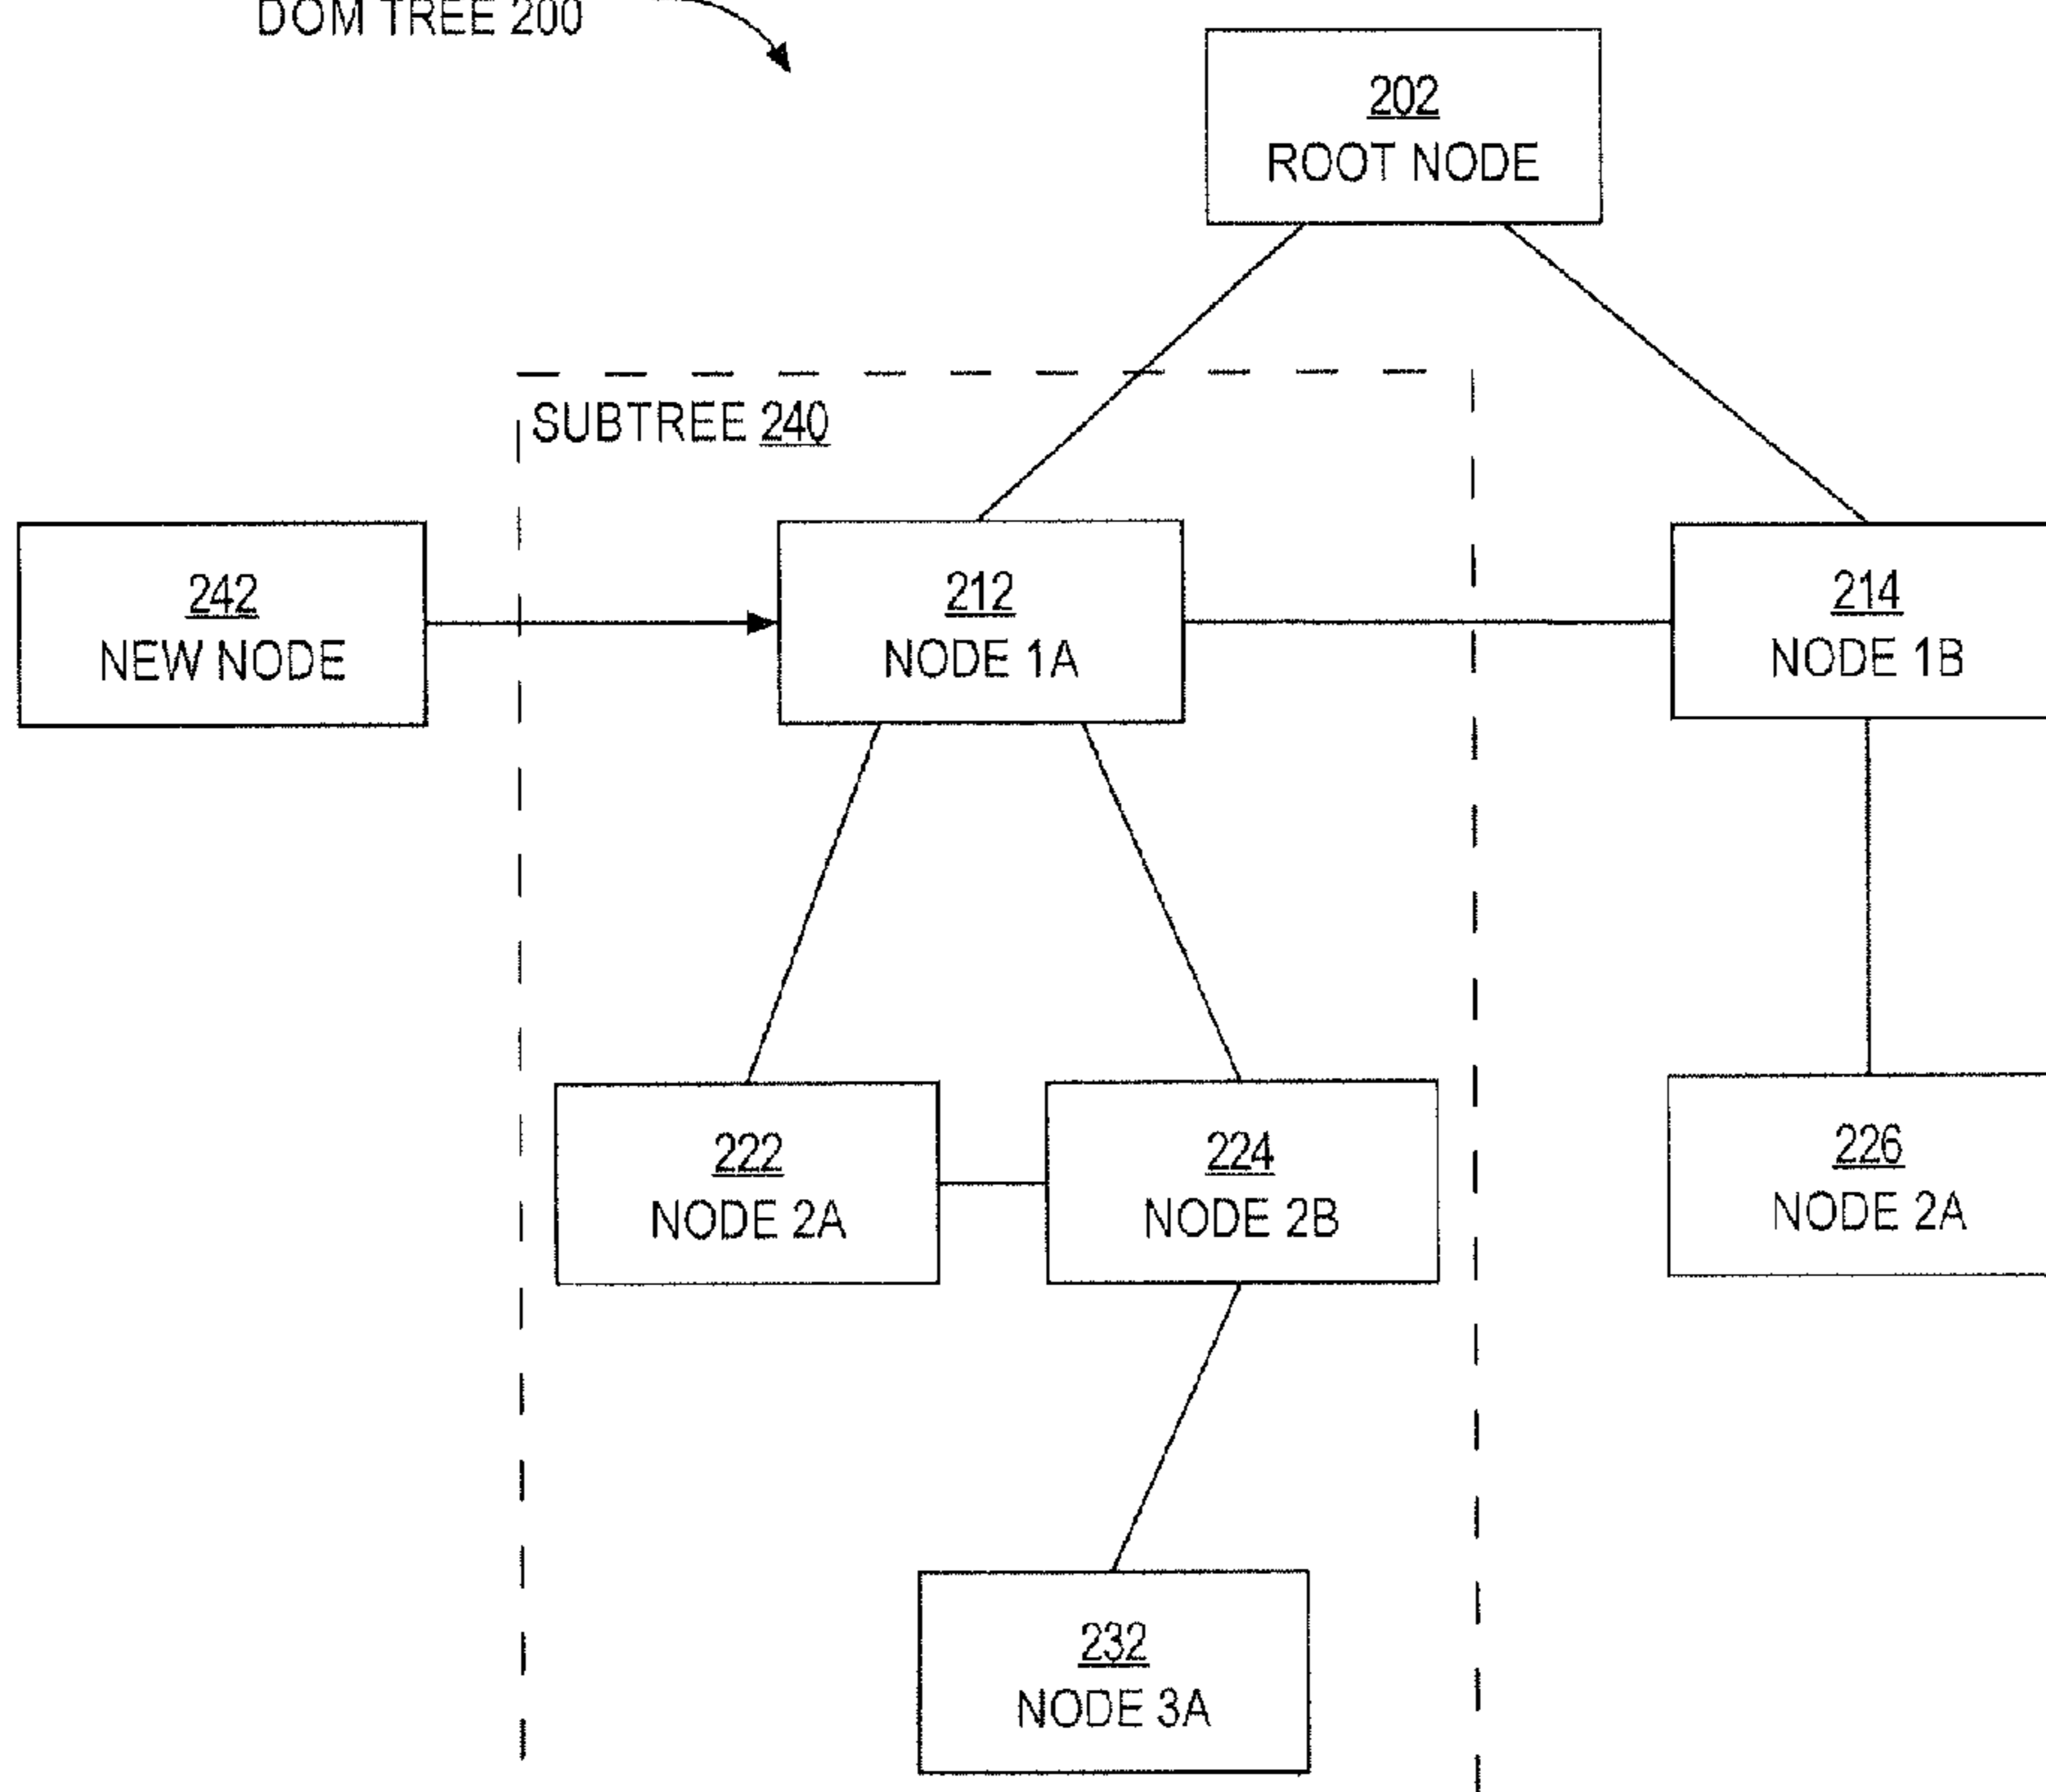 DOM TREE 200
202
ROOT NODE
SUBTREE 240
242
NEW NODE
212
NODE 1A
214
NODE 1B
222
NODE 2A
224
NODE 2B
226
NODE 2A
232
NODE 3A